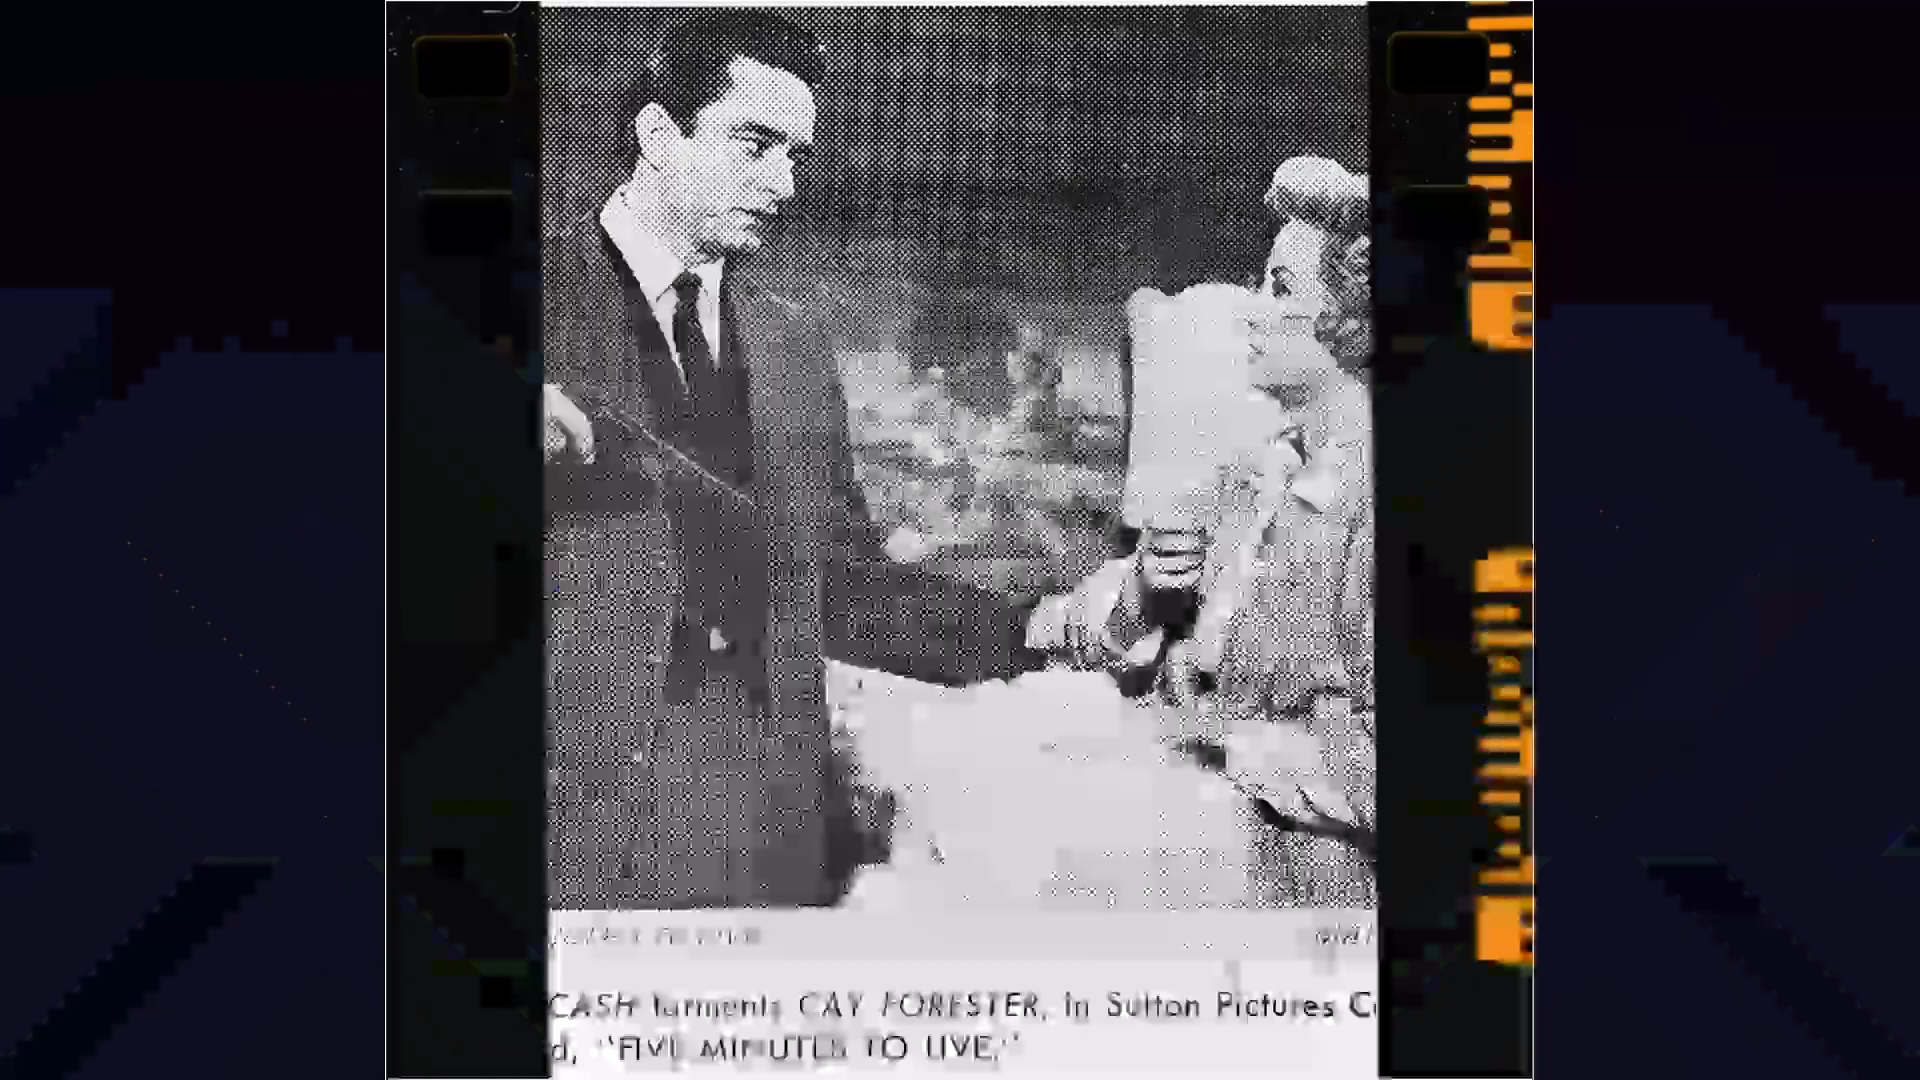 CASH torments CAY FORESTER, in Sutton Pictures
d, "FIVE MINUTES TO LIVE,"